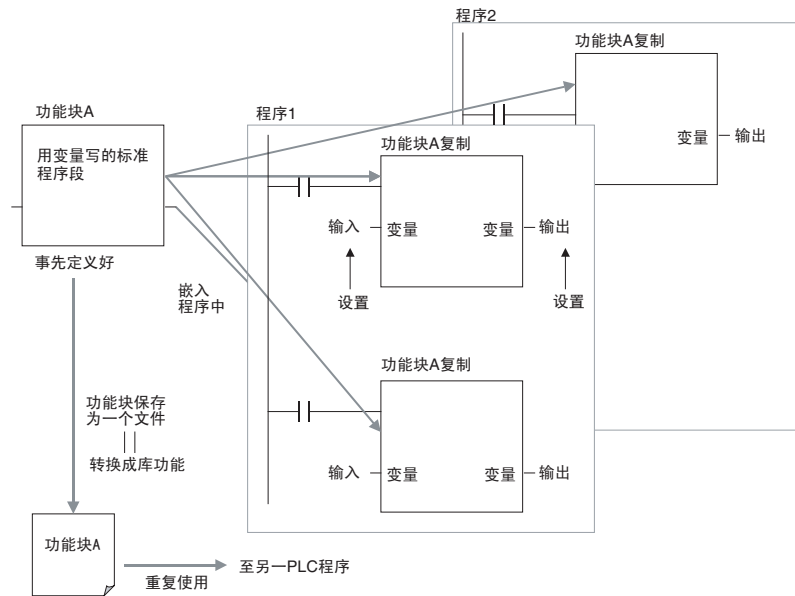 程序2
功能块A复制
变量
输出
功能块A
用变量写的标准
程序段
事先定义好
程序1
功能块A复制
输入
变量
变量
输出
设置
设置
嵌入
程序中
功能块A复制
输入
变量
变量
输出
功能块保存
为一个文件
转换成库功能
功能块A
重复使用
至另一PLC程序